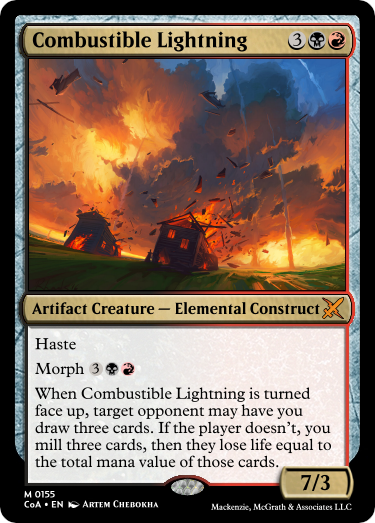 Combustible Lightning 3
Artifact Creature — Elemental Construct
Haste
Morph 3
When Combustible Lightning is turned
face up, target opponent may have you
draw three cards. If the player doesn't, you
mill three cards, then they lose life equal to
the total mana value of those cards.
7/3
M 0155
CoA • EN Artem Chebokha
Mackenzie, McGrath & Associates LLC